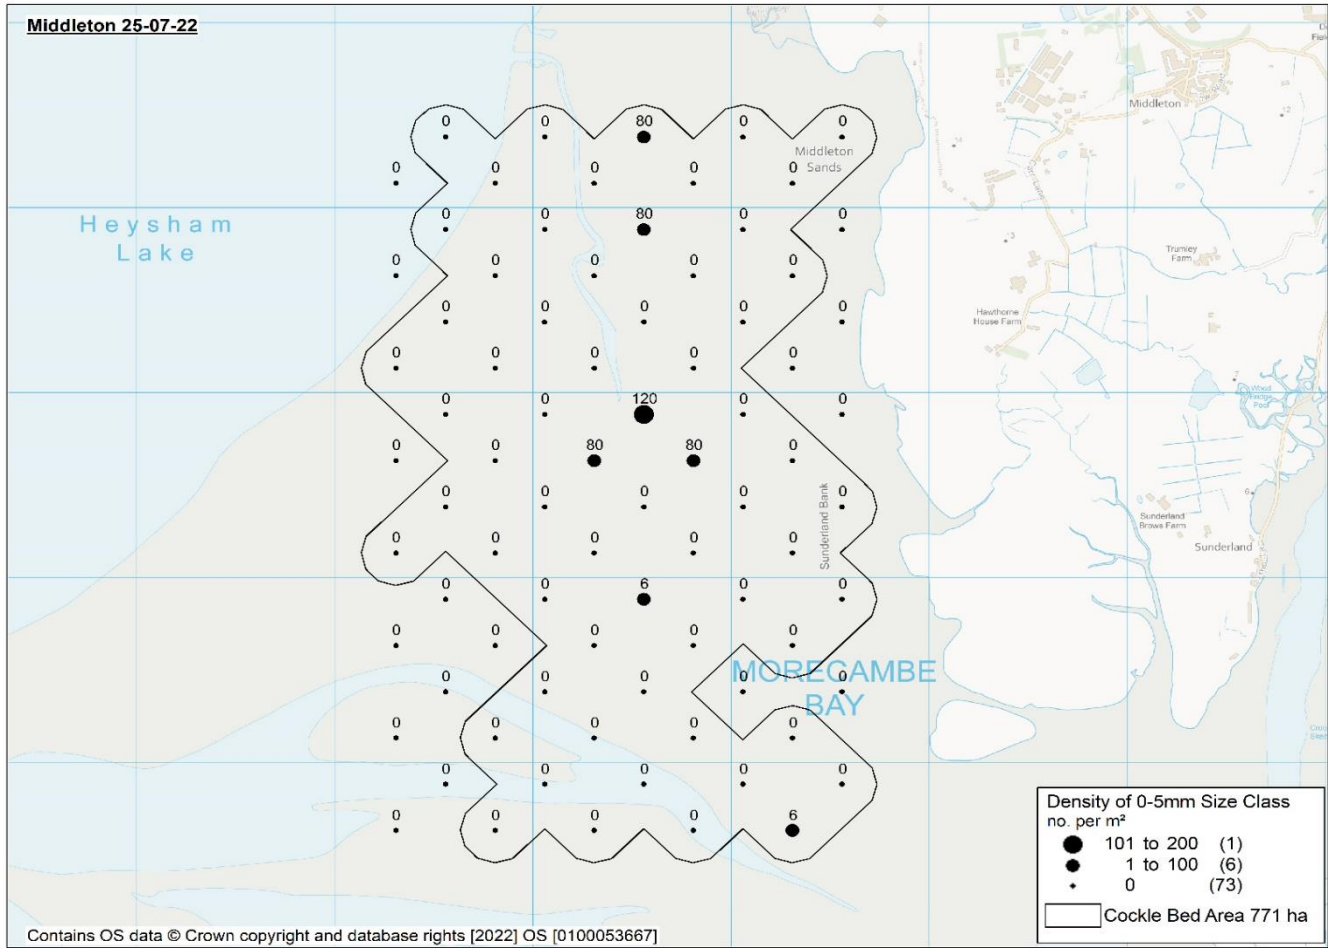 Middleton 25-07-22
Middleton
0 0 80 0 0
Middleton
Sands
0 0 0 0 0
Heysham
Lake
0 0 80 0 0
Trumley
Farm
0 0 0 0 0
0 0 0 0 0
Hawthorne
House Farm
0 0 0 0 0
0 0 120 0 0
0 0 80 80 0
0 0 0 0 0
Sunderland Bank
Sunderland
Brows Farm
Sunderland
0 0 0 0 0
0 0 6 0 0
0 0 0 0 0
MORECAMBE
BAY
0 0 0 0 0
0 0 0 0 0
0 0 0 0 0
0 0 0 0 6
Density of 0-5mm Size Class
no. per m²
101 to 200 (1)
1 to 100 (6)
0 (73)
Cockle Bed Area 771 ha
Contains OS data © Crown copyright and database rights [2022] OS [0100053667]